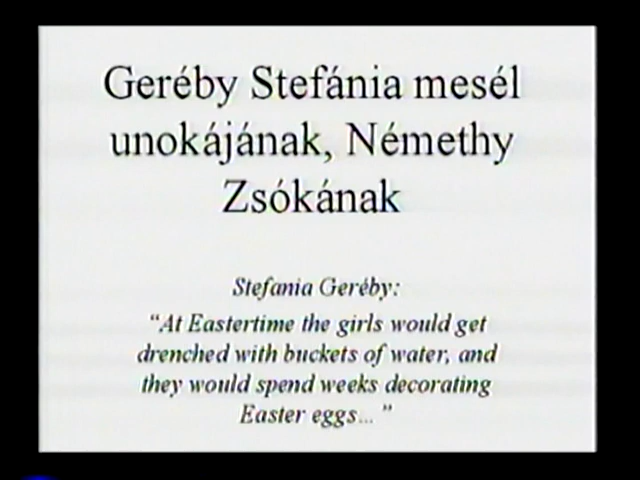 Geréby Stefánia mesél
unokájának, Némethy
Zsókának
Stefania Geréby:
“At Eastertime the girls would get
drenched with buckets of water, and
they would spend weeks decorating
Easter eggs... ”